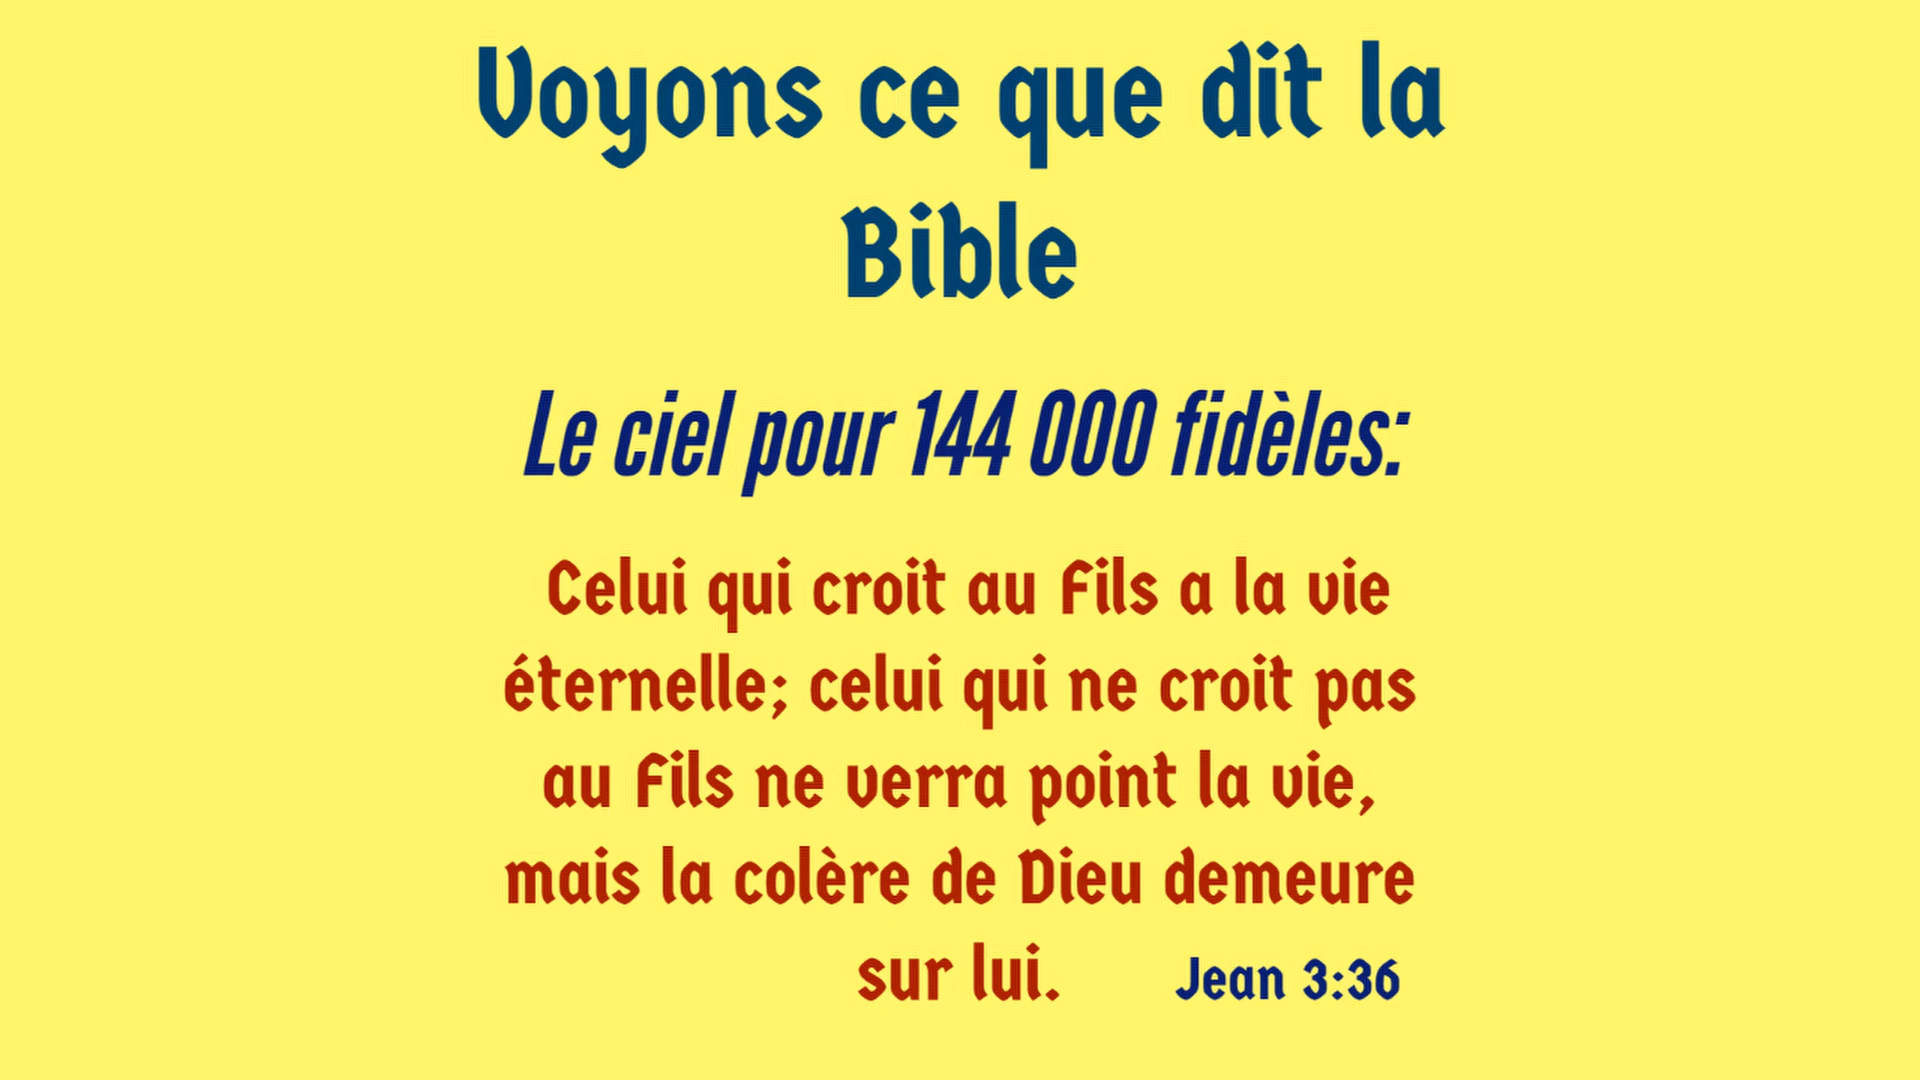 Voyons ce que dit la
Bible
Le ciel pour 144 000 fidèles:
Celui qui croit au Fils a la vie
éternelle; celui qui ne croit pas
au Fils ne verra point la vie,
mais la colère de Dieu demeure
sur lui. Jean 3:36